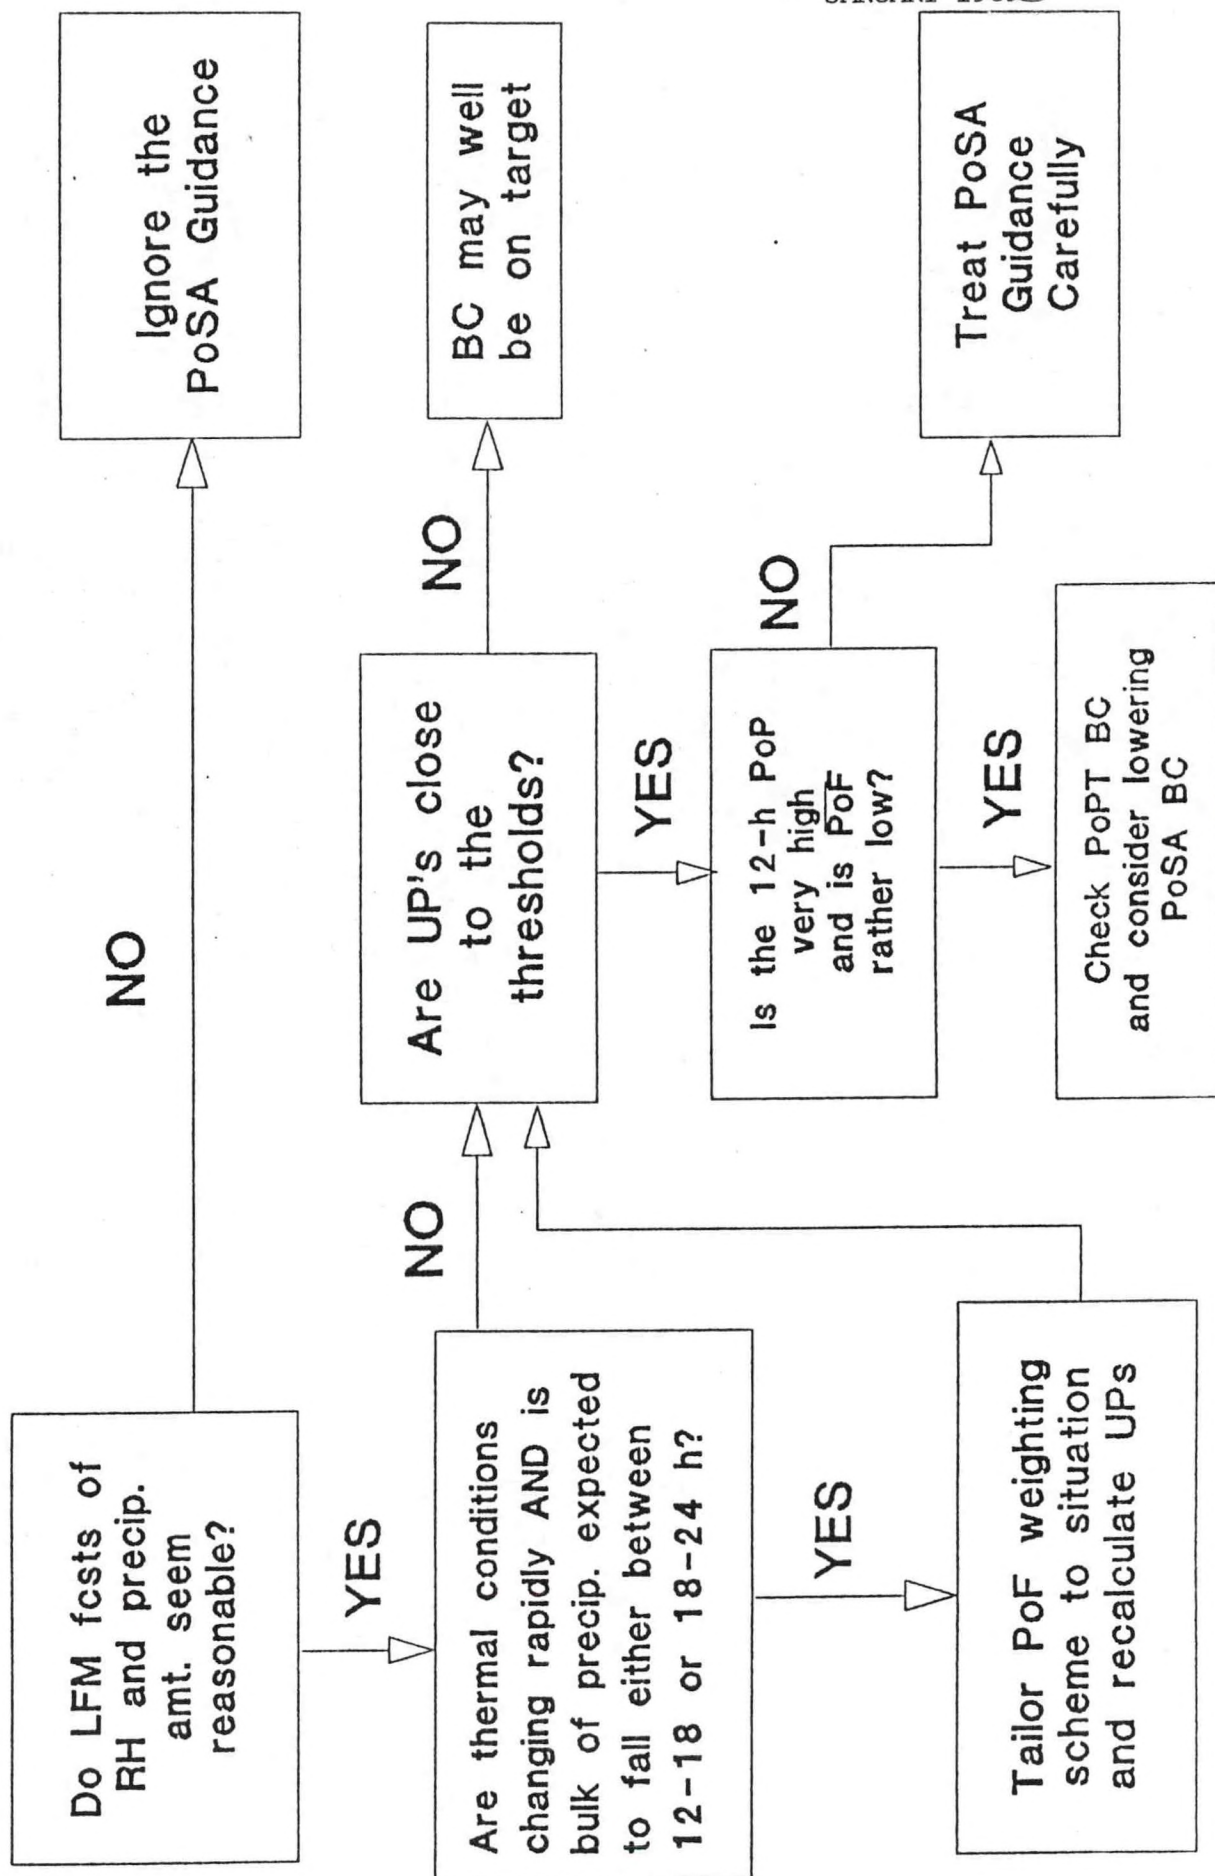 Do LFM fcsts of
RH and precip.
amt. seem
reasonable?
NO
Ignore the
PoSA Guidance
YES
Are thermal conditions
changing rapidly AND is
bulk of precip. expected
to fall either between
12-18 or 18-24 h?
NO
Are UP's close
to the
thresholds?
NO
BC may well
be on target
YES
YES
Tailor PoF weighting
scheme to situation
and recalculate UPs
Is the 12-h PoP
very high
and is P̅o̅F̅
rather low?
NO
Treat PoSA
Guidance
Carefully
YES
Check PoPT BC
and consider lowering
PoSA BC